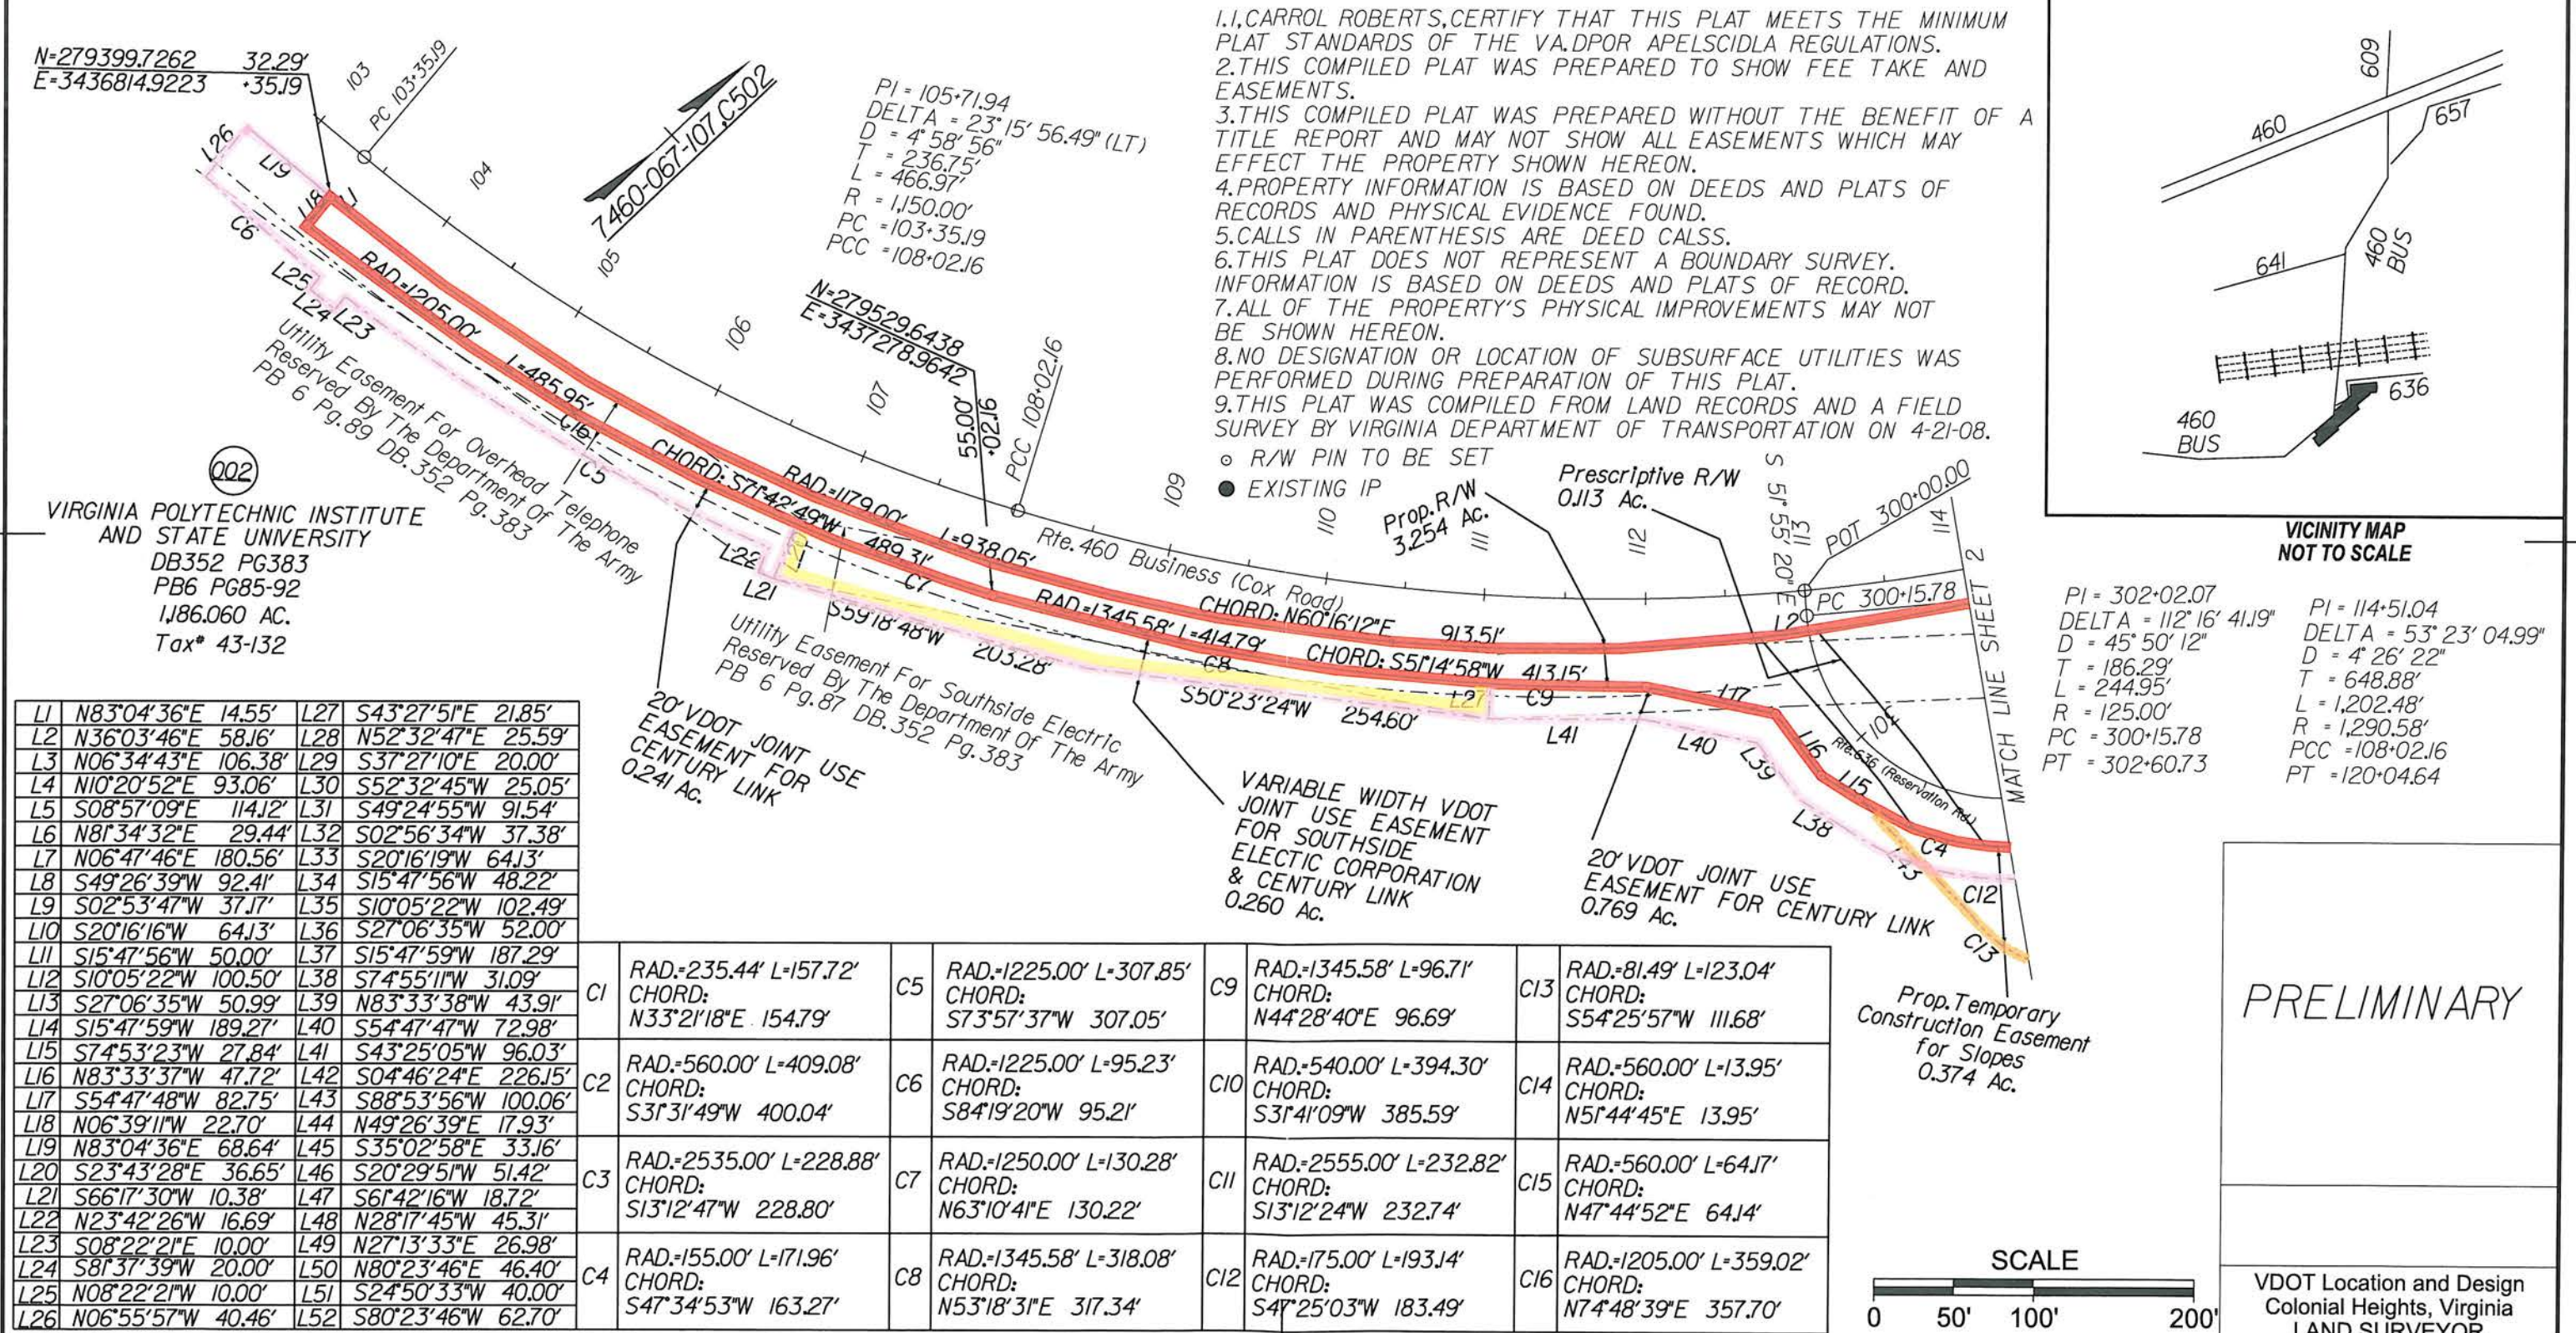 N=279399.7262 32.29'
E=3436814.9223 +35.19
103
PC 103+35.19
104
105
106
107
109
110
111
112
113
114
7460-067-107,C502
PI = 105+71.94
DELTA = 23°15'56.49" (LT)
D = 4°58'56"
T = 236.75'
L = 466.97'
R = 1,150.00'
PC =103+35.19
PCC =108+02.16
N=279529.6438
E=3437278.9642
55.00'
+02.16
PCC 108+02.16
1.I,CARROL ROBERTS,CERTIFY THAT THIS PLAT MEETS THE MINIMUM
PLAT STANDARDS OF THE VA.DPOR APELSCIDLA REGULATIONS.
2.THIS COMPILED PLAT WAS PREPARED TO SHOW FEE TAKE AND
EASEMENTS.
3.THIS COMPILED PLAT WAS PREPARED WITHOUT THE BENEFIT OF A
TITLE REPORT AND MAY NOT SHOW ALL EASEMENTS WHICH MAY
EFFECT THE PROPERTY SHOWN HEREON.
4.PROPERTY INFORMATION IS BASED ON DEEDS AND PLATS OF
RECORDS AND PHYSICAL EVIDENCE FOUND.
5.CALLS IN PARENTHESIS ARE DEED CALSS.
6.THIS PLAT DOES NOT REPRESENT A BOUNDARY SURVEY.
INFORMATION IS BASED ON DEEDS AND PLATS OF RECORD.
7.ALL OF THE PROPERTY'S PHYSICAL IMPROVEMENTS MAY NOT
BE SHOWN HEREON.
8.NO DESIGNATION OR LOCATION OF SUBSURFACE UTILITIES WAS
PERFORMED DURING PREPARATION OF THIS PLAT.
9.THIS PLAT WAS COMPILED FROM LAND RECORDS AND A FIELD
SURVEY BY VIRGINIA DEPARTMENT OF TRANSPORTATION ON 4-21-08.
R/W PIN TO BE SET
EXISTING IP
609
460
657
641
460
BUS
636
460
BUS
VICINITY MAP
NOT TO SCALE
L26
L19
L18
L1
C6
L25
L24
L23
RAD=1205.00'
L=485.95'
C16
C5
CHORD: S71°42'49"W
489.31'
RAD=1179.00'
L=938.05'
CHORD: N60°16'12"E 913.51'
Rte.460 Business (Cox Road)
L22
L21
C7
S59°18'48"W 203.28'
RAD=1345.58' L=414.79'
CHORD: S51°14'58"W 413.15'
C8
S50°23'24"W 254.60'
L27
C9
L41
L17
L40
L39
L38
L16
L15
L43
C4
C12
C13
L2
104
Rte.636 (Reservation Rd.)
Prop.R/W
3.254 Ac.
Prescriptive R/W
0.113 Ac.
S 51°55'20"E
POT 300+00.00
PC 300+15.78
MATCH LINE SHEET 2
Utility Easement For Overhead Telephone
Reserved By The Department Of The Army
PB 6 Pg.89 DB.352 Pg.383
002
VIRGINIA POLYTECHNIC INSTITUTE
AND STATE UNIVERSITY
DB352 PG383
PB6 PG85-92
1,186.060 AC.
Tax# 43-132
Utility Easement For Southside Electric
Reserved By The Department Of The Army
PB 6 Pg.87 DB.352 Pg.383
20' VDOT JOINT USE
EASEMENT FOR
CENTURY LINK
0.241 Ac.
VARIABLE WIDTH VDOT
JOINT USE EASEMENT
FOR SOUTHSIDE
ELECTIC CORPORATION
& CENTURY LINK
0.260 Ac.
20' VDOT JOINT USE
EASEMENT FOR CENTURY LINK
0.769 Ac.
Prop.Temporary
Construction Easement
for Slopes
0.374 Ac.
PI = 302+02.07
DELTA = 112°16'41.19"
D = 45°50'12"
T = 186.29'
L = 244.95'
R = 125.00'
PC = 300+15.78
PT = 302+60.73
PI = 114+51.04
DELTA = 53°23'04.99"
D = 4°26'22"
T = 648.88'
L = 1,202.48'
R = 1,290.58'
PCC =108+02.16
PT =120+04.64
L1 N83°04'36"E 14.55' L27 S43°27'51"E 21.85'
L2 N36°03'46"E 58.16' L28 N52°32'47"E 25.59'
L3 N06°34'43"E 106.38' L29 S37°27'10"E 20.00'
L4 N10°20'52"E 93.06' L30 S52°32'45"W 25.05'
L5 S08°57'09"E 114.12' L31 S49°24'55"W 91.54'
L6 N81°34'32"E 29.44' L32 S02°56'34"W 37.38'
L7 N06°47'46"E 180.56' L33 S20°16'19"W 64.13'
L8 S49°26'39"W 92.41' L34 S15°47'56"W 48.22'
L9 S02°53'47"W 37.17' L35 S10°05'22"W 102.49'
L10 S20°16'16"W 64.13' L36 S27°06'35"W 52.00'
L11 S15°47'56"W 50.00' L37 S15°47'59"W 187.29'
L12 S10°05'22"W 100.50' L38 S74°55'11"W 31.09'
L13 S27°06'35"W 50.99' L39 N83°33'38"W 43.91'
L14 S15°47'59"W 189.27' L40 S54°47'47"W 72.98'
L15 S74°53'23"W 27.84' L41 S43°25'05"W 96.03'
L16 N83°33'37"W 47.72' L42 S04°46'24"E 226.15'
L17 S54°47'48"W 82.75' L43 S88°53'56"W 100.06'
L18 N06°39'11"W 22.70' L44 N49°26'39"E 17.93'
L19 N83°04'36"E 68.64' L45 S35°02'58"E 33.16'
L20 S23°43'28"E 36.65' L46 S20°29'51"W 51.42'
L21 S66°17'30"W 10.38' L47 S61°42'16"W 18.72'
L22 N23°42'26"W 16.69' L48 N28°17'45"W 45.31'
L23 S08°22'21"E 10.00' L49 N27°13'33"E 26.98'
L24 S81°37'39"W 20.00' L50 N80°23'46"E 46.40'
L25 N08°22'21"W 10.00' L51 S24°50'33"W 40.00'
L26 N06°55'57"W 40.46' L52 S80°23'46"W 62.70'
C1 RAD.=235.44' L=157.72'
CHORD:
N33°21'18"E 154.79'
C5 RAD.=1225.00' L=307.85'
CHORD:
S73°57'37"W 307.05'
C9 RAD.=1345.58' L=96.71'
CHORD:
N44°28'40"E 96.69'
C13 RAD.=81.49' L=123.04'
CHORD:
S54°25'57"W 111.68'
C2 RAD.=560.00' L=409.08'
CHORD:
S31°31'49"W 400.04'
C6 RAD.=1225.00' L=95.23'
CHORD:
S84°19'20"W 95.21'
C10 RAD.=540.00' L=394.30'
CHORD:
S31°41'09"W 385.59'
C14 RAD.=560.00' L=13.95'
CHORD:
N51°44'45"E 13.95'
C3 RAD.=2535.00' L=228.88'
CHORD:
S13°12'47"W 228.80'
C7 RAD.=1250.00' L=130.28'
CHORD:
N63°10'41"E 130.22'
C11 RAD.=2555.00' L=232.82'
CHORD:
S13°12'24"W 232.74'
C15 RAD.=560.00' L=64.17'
CHORD:
N47°44'52"E 64.14'
C4 RAD.=155.00' L=171.96'
CHORD:
S47°34'53"W 163.27'
C8 RAD.=1345.58' L=318.08'
CHORD:
N53°18'31"E 317.34'
C12 RAD.=175.00' L=193.14'
CHORD:
S47°25'03"W 183.49'
C16 RAD.=1205.00' L=359.02'
CHORD:
N74°48'39"E 357.70'
PRELIMINARY
SCALE
0 50' 100' 200'
VDOT Location and Design
Colonial Heights, Virginia
LAND SURVEYOR